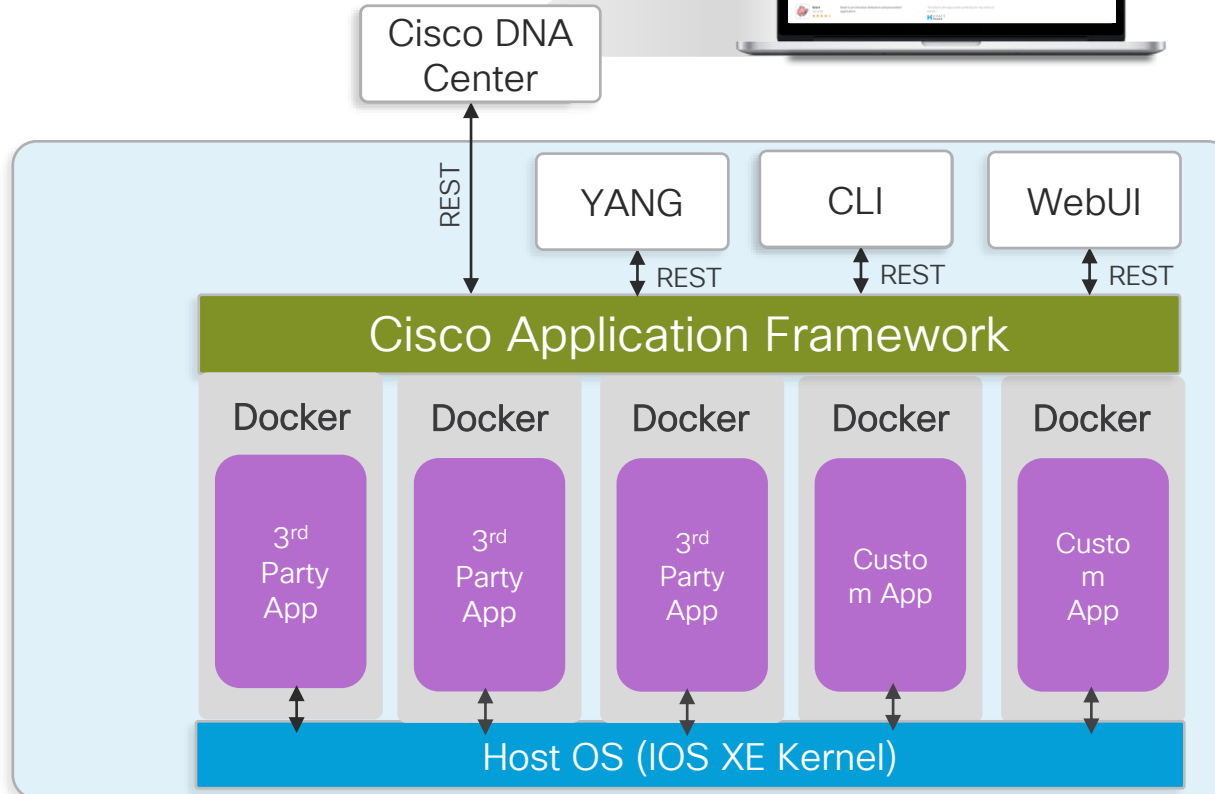 Cisco DNA
Center
REST
YANG
CLI
WebUI
REST
REST
REST
Cisco Application Framework
Docker
Docker
Docker
Docker
Docker
3rd
Party
App
3rd
Party
App
3rd
Party
App
Custo
m App
Custo
m
App
Host OS (IOS XE Kernel)